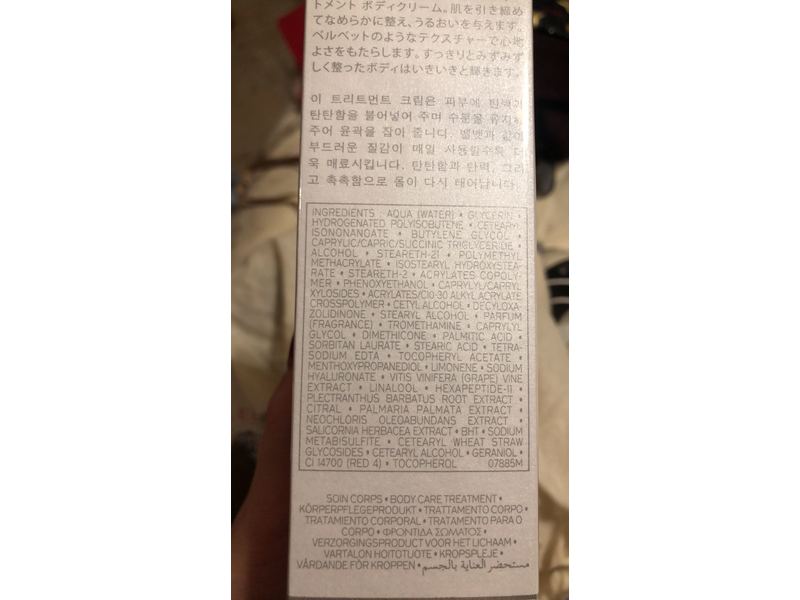 トメント ボディクリーム。肌を引き締め
てなめらかに整え、うるおいを与えます。
ベルベットのようなテクスチャーで心地
よさをもたらします。すっきりとみずみず
しく整ったボディはいきいきと輝きます。
이 트리트먼트 크림은 피부에 탄력과
탄탄함을 불어넣어 주며 수분을 유지해
주어 윤곽을 잡아 줍니다. 벨벳과 같이
부드러운 질감이 매일 사용할수록 더
욱 매료시킵니다. 탄탄함과 탄력, 그리
고 촉촉함으로 몸이 다시 태어납니다.
INGREDIENTS : AQUA (WATER) • GLYCERIN •
HYDROGENATED POLYISOBUTENE • CETEARYL
ISONONANOATE • BUTYLENE GLYCOL •
CAPRYLIC/CAPRIC/SUCCINIC TRIGLYCERIDE •
ALCOHOL • STEARETH-21 • POLYMETHYL
METHACRYLATE • ISOSTEARYL HYDROXYSTEA-
RATE • STEARETH-2 • ACRYLATES COPOLY-
MER • PHENOXYETHANOL • CAPRYLYL/CAPRYL
XYLOSIDES • ACRYLATES/C10-30 ALKYL ACRYLATE
CROSSPOLYMER • CETYL ALCOHOL • DECYLOXA-
ZOLIDINONE • STEARYL ALCOHOL • PARFUM
(FRAGRANCE) • TROMETHAMINE • CAPRYLYL
GLYCOL • DIMETHICONE • PALMITIC ACID •
SORBITAN LAURATE • STEARIC ACID • TETRA-
SODIUM EDTA • TOCOPHERYL ACETATE •
MENTHOXYPROPANEDIOL • LIMONENE • SODIUM
HYALURONATE • VITIS VINIFERA (GRAPE) VINE
EXTRACT • LINALOOL • HEXAPEPTIDE-11 •
PLECTRANTHUS BARBATUS ROOT EXTRACT •
CITRAL • PALMARIA PALMATA EXTRACT •
NEOCHLORIS OLEOABUNDANS EXTRACT •
SALICORNIA HERBACEA EXTRACT • BHT • SODIUM
METABISULFITE • CETEARYL WHEAT STRAW
GLYCOSIDES • CETEARYL ALCOHOL • GERANIOL •
CI 14700 (RED 4) • TOCOPHEROL 07885M
SOIN CORPS • BODY CARE TREATMENT •
KÖRPERPFLEGEPRODUKT • TRATTAMENTO CORPO •
TRATAMIENTO CORPORAL • TRATAMENTO PARA O
CORPO • ΦΡΟΝΤΙΔΑ ΣΩΜΑΤΟΣ •
VERZORGINGSPRODUCT VOOR HET LICHAAM •
VARTALON HOITOTUOTE • KROPSPLEJE •
VÅRDANDE FÖR KROPPEN • مستحضر العناية بالجسم •